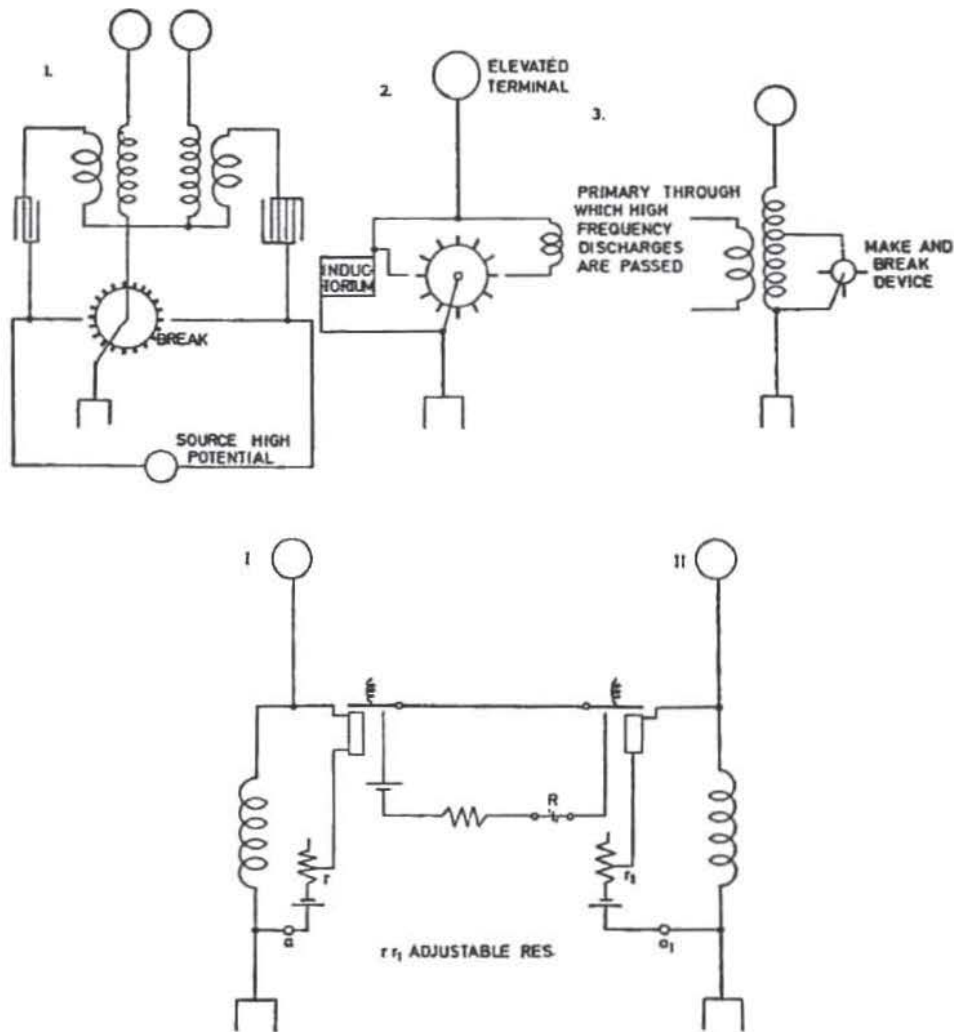 1.
BREAK
SOURCE HIGH
POTENTIAL
2.
ELEVATED
TERMINAL
INDUC-
TORIUM
3.
PRIMARY THROUGH
WHICH HIGH
FREQUENCY
DISCHARGES
ARE PASSED
MAKE AND
BREAK
DEVICE
I
II
R
r
r₁
a
a₁
r r₁ ADJUSTABLE RES.